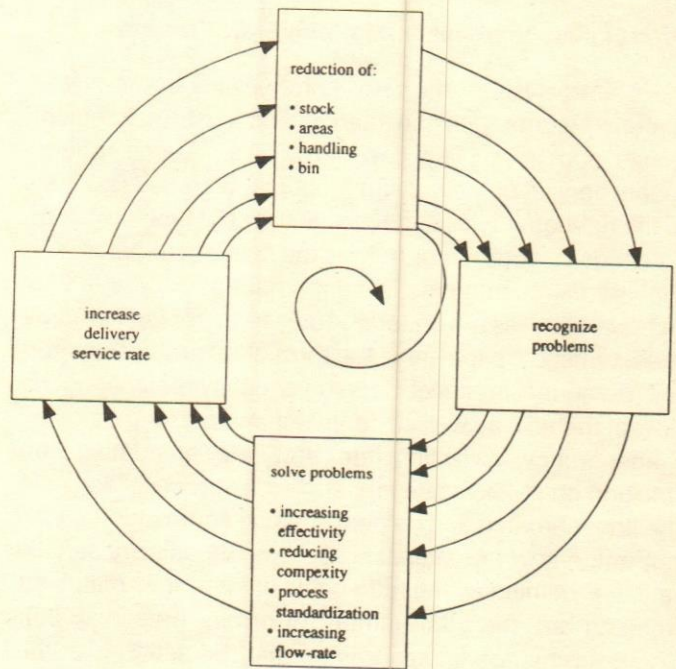 reduction of:
• stock
• areas
• handling
• bin
increase
delivery
service rate
recognize
problems
solve problems
• increasing
effectivity
• reducing
compexity
• process
standardization
• increasing
flow-rate